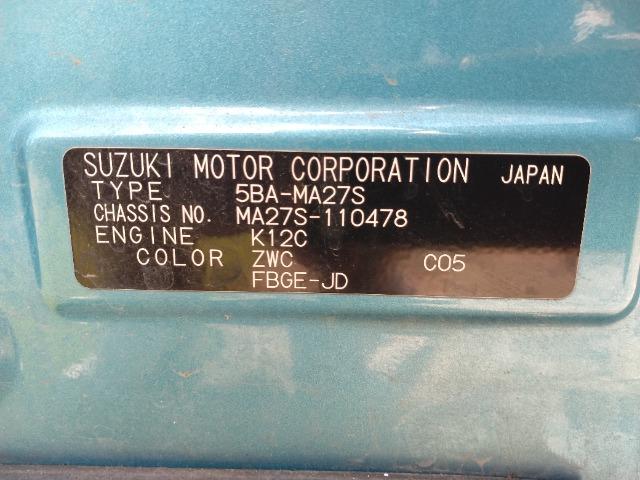 SUZUKI MOTOR CORPORATION JAPAN
TYPE 5BA-MA27S
CHASSIS NO. MA27S-110478
ENGINE K12C
COLOR ZWC C05
FBGE-JD